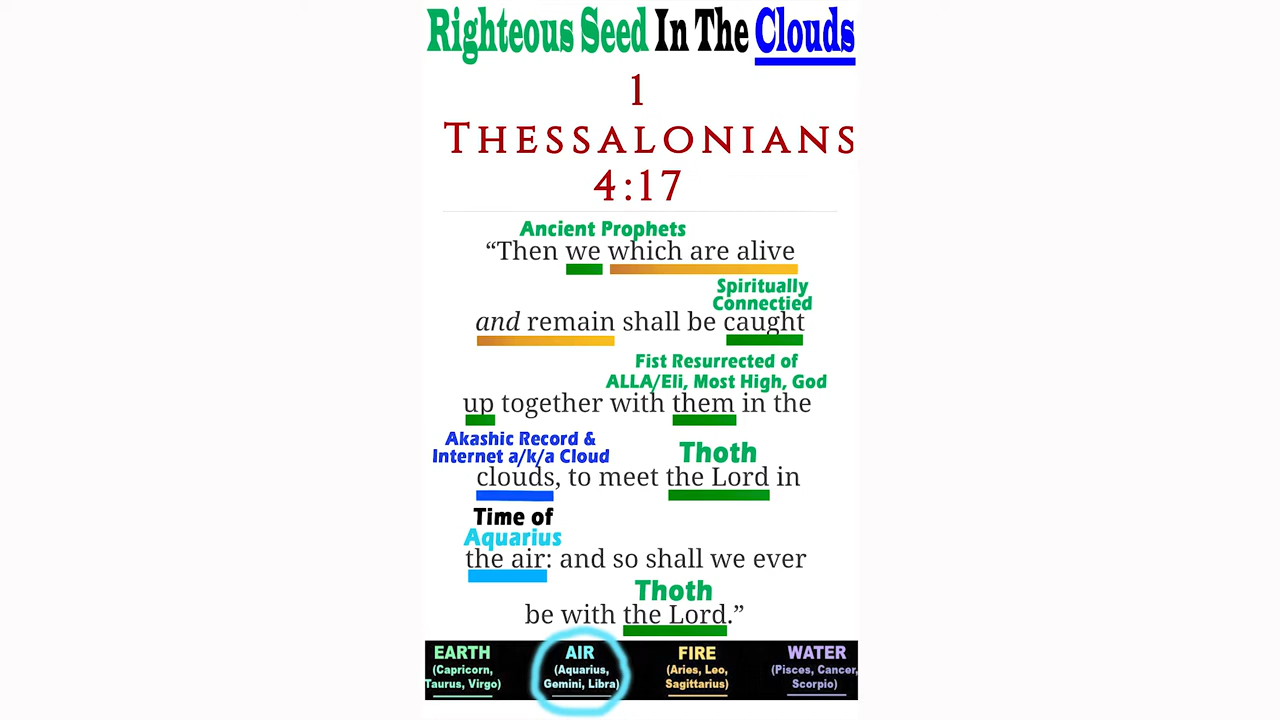 Righteous Seed In The Clouds
1
THESSALONIANS
4:17
Ancient Prophets
“Then we which are alive
Spiritually
Connectied
and remain shall be caught
Fist Resurrected of
ALLA/Eli, Most High, God
up together with them in the
Akashic Record &
Internet a/k/a Cloud
Thoth
clouds, to meet the Lord in
Time of
Aquarius
the air: and so shall we ever
Thoth
be with the Lord.”
EARTH
(Capricorn,
Taurus, Virgo)
AIR
(Aquarius,
Gemini, Libra)
FIRE
(Aries, Leo,
Sagittarius)
WATER
(Pisces, Cancer,
Scorpio)